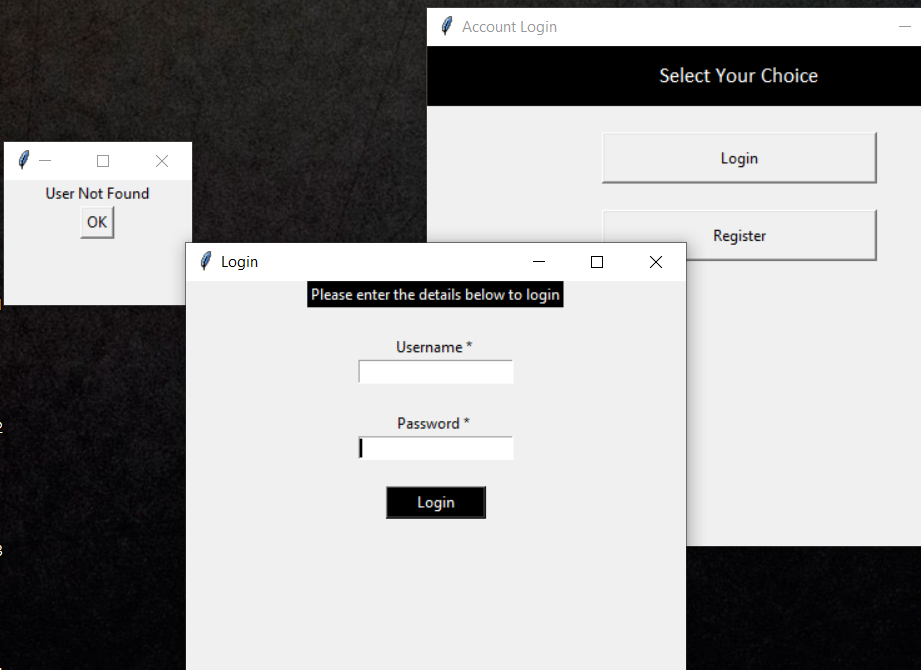 Account Login
Select Your Choice
Login
Register
User Not Found
OK
Login
Please enter the details below to login
Username *
Password *
Login